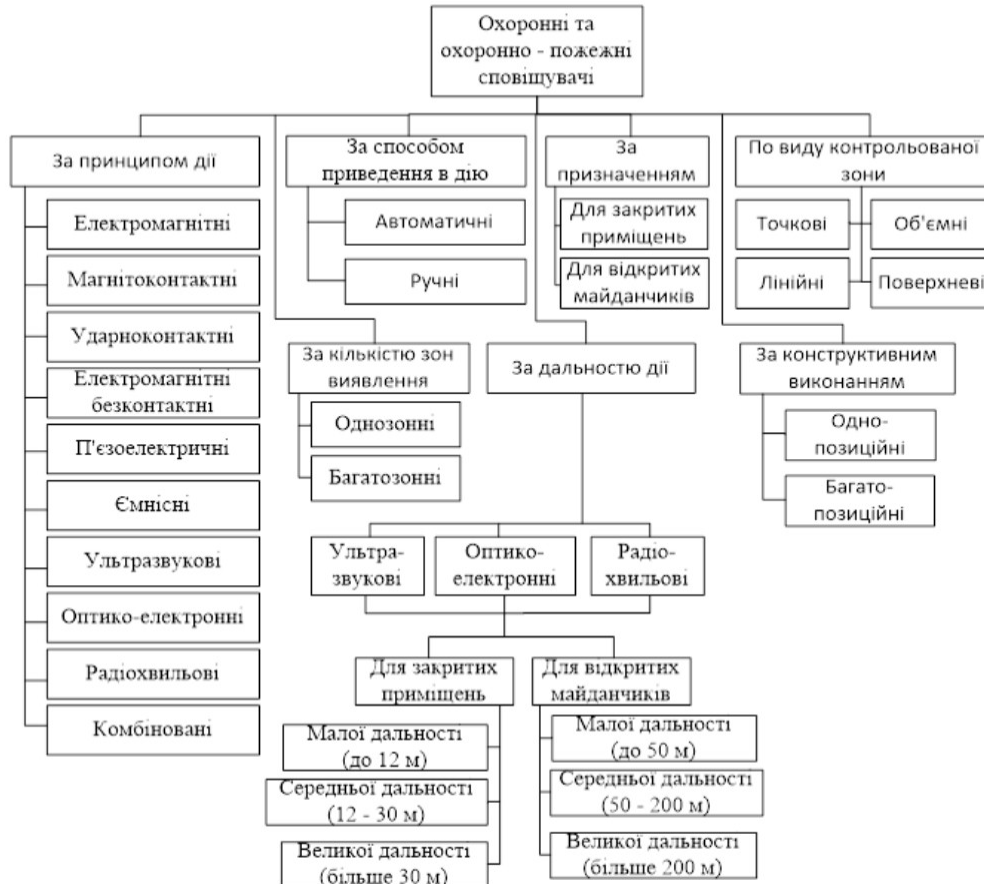 Охоронні та
охоронно - пожежні
сповіщувачі
За принципом дії
Електромагнітні
Магнітоконтактні
Ударноконтактні
Електромагнітні
безконтактні
П'єзоелектричні
Ємнісні
Ультразвукові
Оптико-електронні
Радіохвильові
Комбіновані
За способом
приведення в дію
Автоматичні
Ручні
За
призначенням
Для закритих
приміщень
Для відкритих
майданчиків
По виду контрольованої
зони
Точкові
Об'ємні
Лінійні
Поверхневі
За кількістю зон
виявлення
Однозонні
Багатозонні
За дальностю дії
Ультра-
звукові
Оптико-
електронні
Радіо-
хвильові
Для закритих
приміщень
Малої дальності
(до 12 м)
Середньої дальності
(12 - 30 м)
Великої дальності
(більше 30 м)
Для відкритих
майданчиків
Малої дальності
(до 50 м)
Середньої дальності
(50 - 200 м)
Великої дальності
(більше 200 м)
За конструктивним
виконанням
Одно-
позиційні
Багато-
позиційні